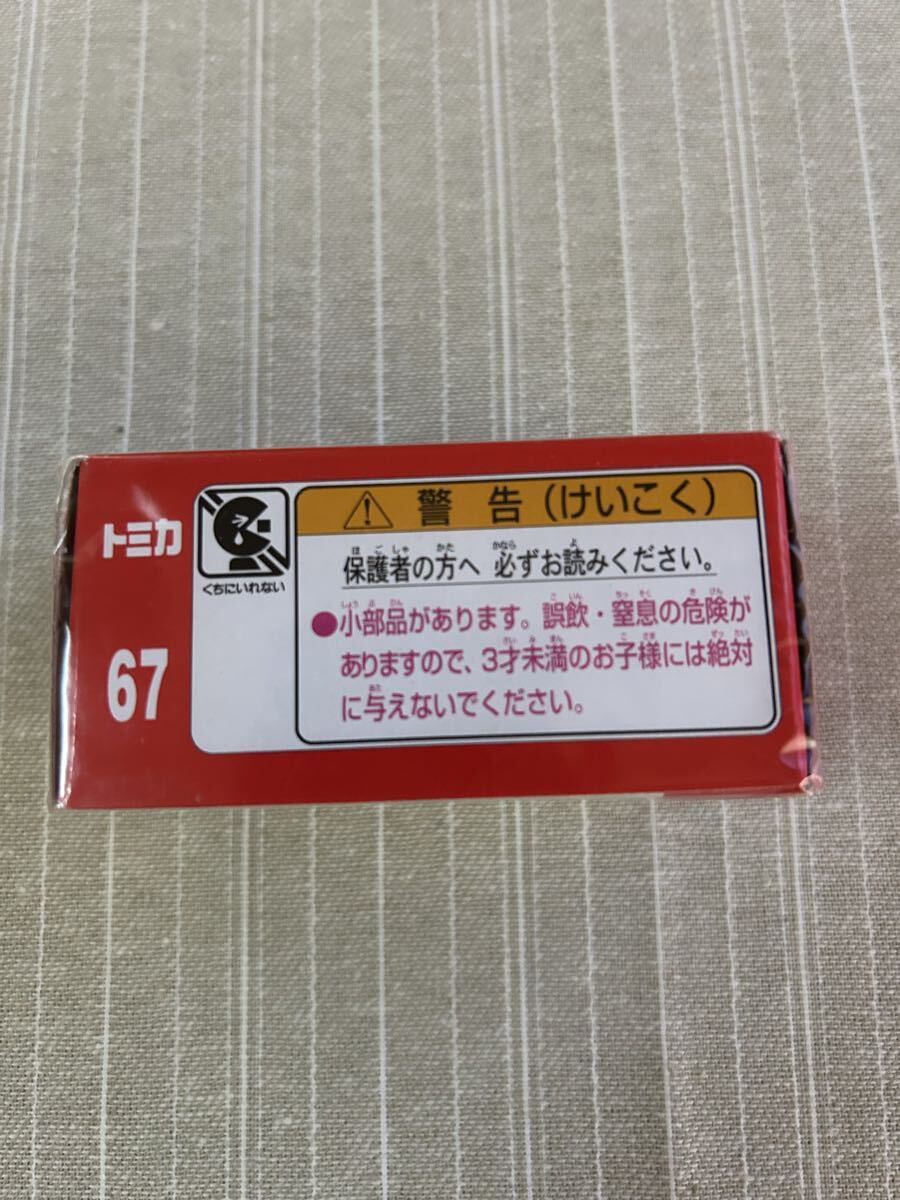 トミカ
67
くちにいれない
警告(けいこく)
保護者の方へ 必ずお読みください。
●小部品があります。誤飲・窒息の危険が
ありますので、3才未満のお子様には絶対
に与えないでください。